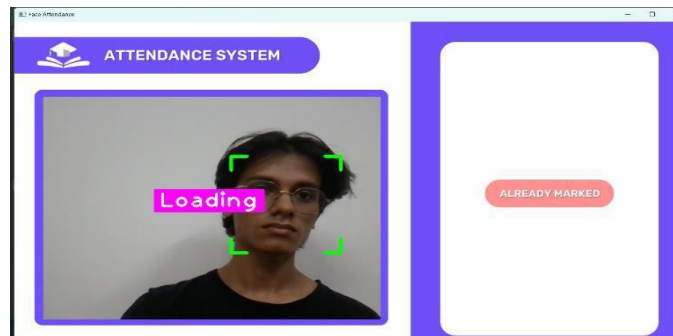 Face Attendance
ATTENDANCE SYSTEM
Loading
ALREADY MARKED